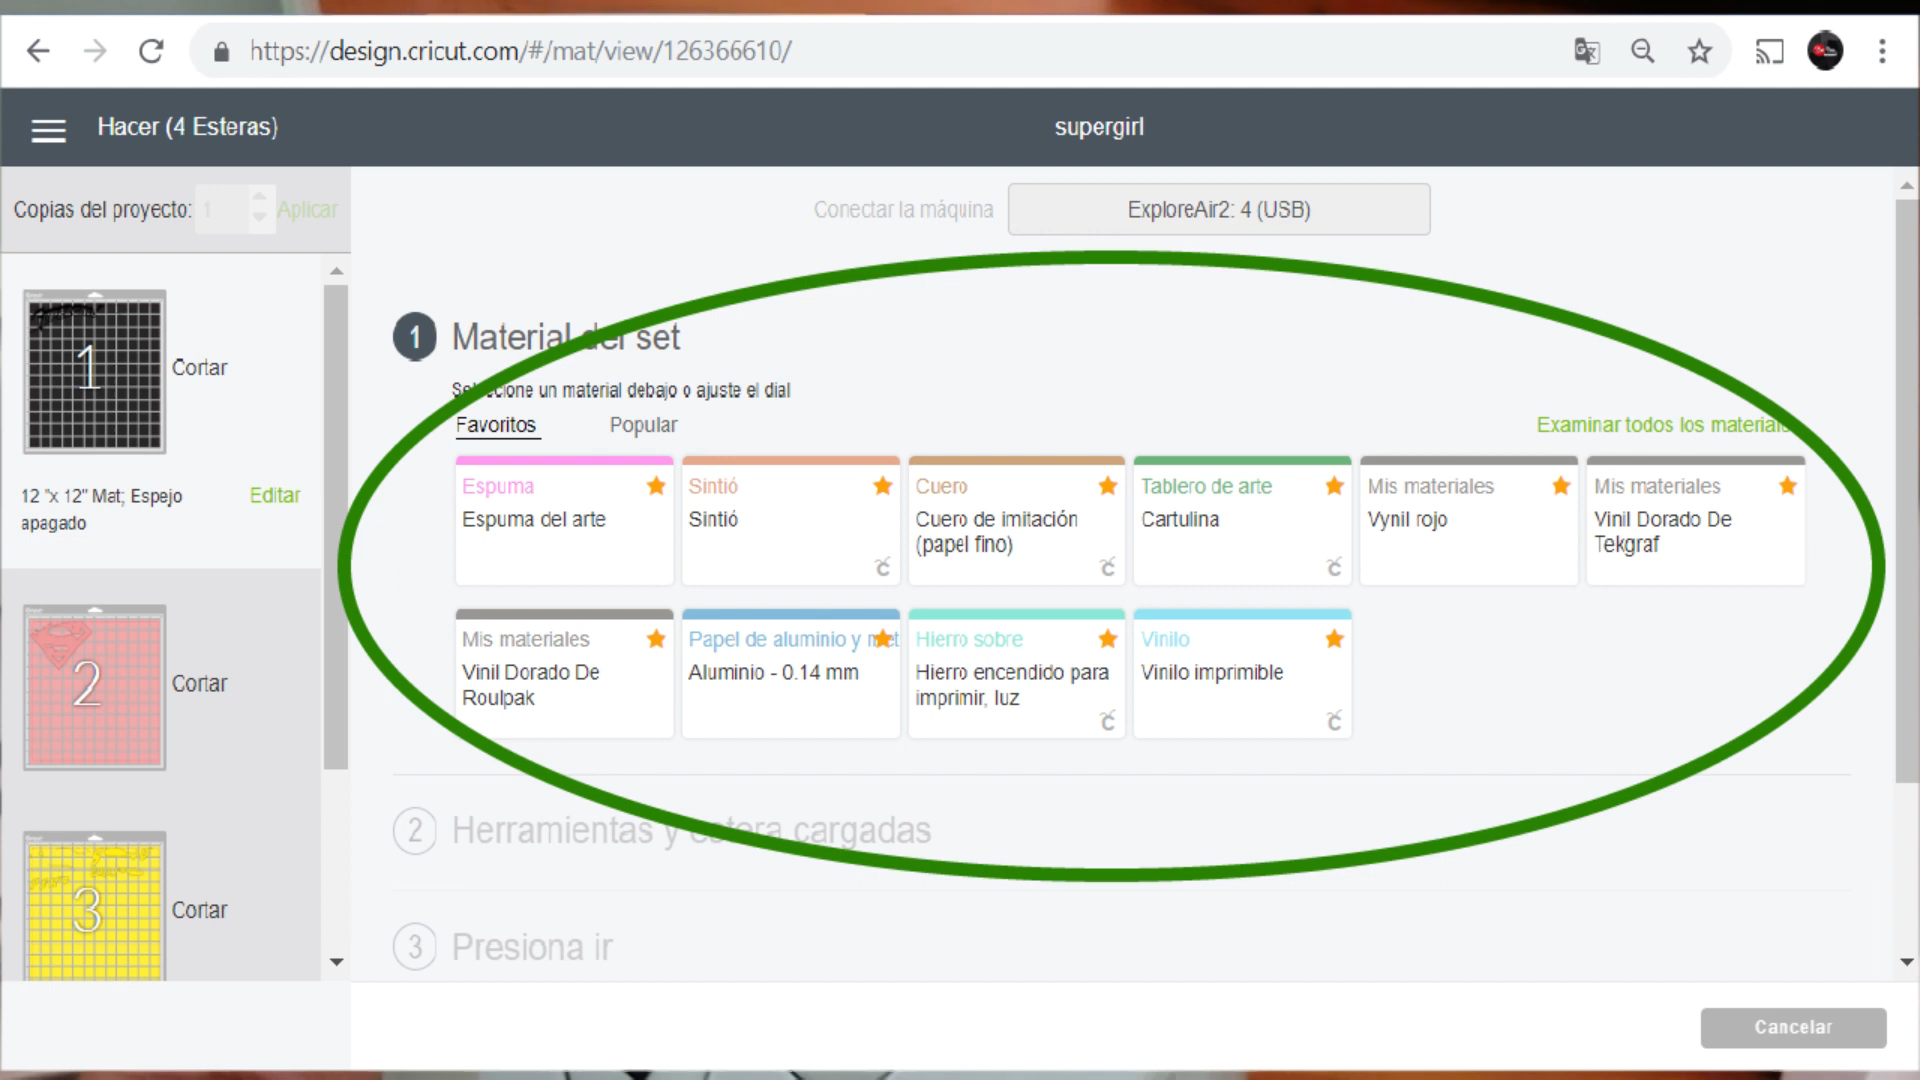 https://design.cricut.com/#/mat/view/126366610/
Hacer (4 Esteras)
supergirl
Copias del proyecto:
1
Aplicar
Conectar la máquina
ExploreAir2: 4 (USB)
1
Cortar
12 "x 12" Mat; Espejo
apagado
Editar
2
Cortar
3
Cortar
1
Material del set
Seleccione un material debajo o ajuste el dial
Favoritos
Popular
Examinar todos los materiales
Espuma
Espuma del arte
Sintió
Sintió
Cuero
Cuero de imitación
(papel fino)
Tablero de arte
Cartulina
Mis materiales
Vynil rojo
Mis materiales
Vinil Dorado De
Tekgraf
Mis materiales
Vinil Dorado De
Roulpak
Papel de aluminio y met
Aluminio - 0.14 mm
Hierro sobre
Hierro encendido para
imprimir, luz
Vinilo
Vinilo imprimible
2
Herramientas y estera cargadas
3
Presiona ir
Cancelar